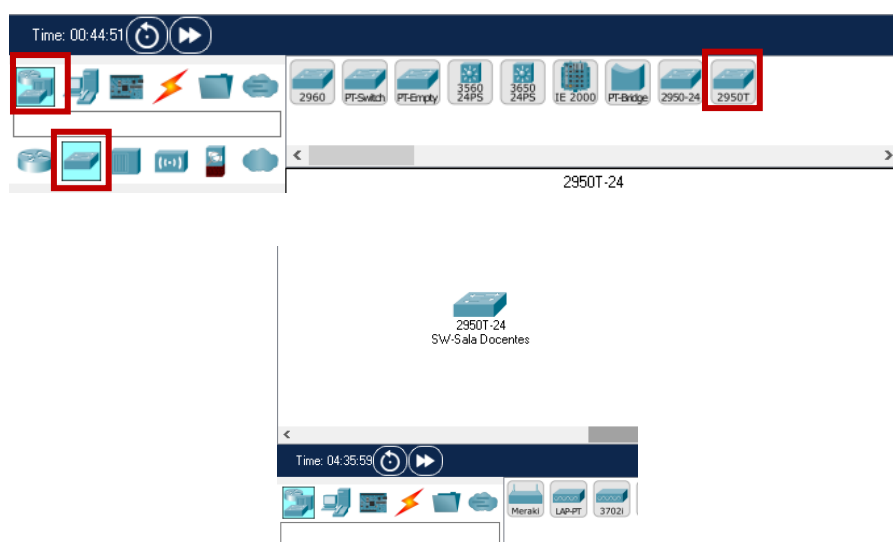 Time: 00:44:51
2960
PT-Switch
PT-Empty
3560
24PS
3650
24PS
IE 2000
PT-Bridge
2950-24
2950T
2950T-24
2950T-24
SW-Sala Docentes
Time: 04:35:59
Meraki
LAP-PT
3702i